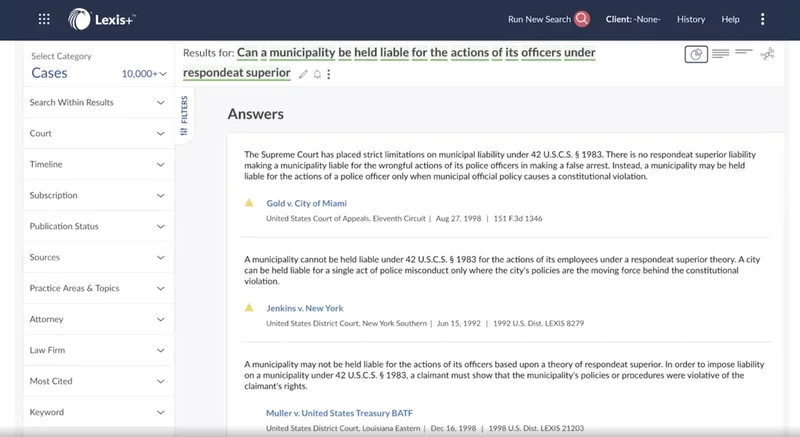 Lexis+™
Run New Search
Client: -None-
History
Help
Select Category
Cases
10,000+
Search Within Results
Court
Timeline
Subscription
Publication Status
Sources
Practice Areas & Topics
Attorney
Law Firm
Most Cited
Keyword
FILTERS
Results for: Can a municipality be held liable for the actions of its officers under
respondeat superior
Answers
The Supreme Court has placed strict limitations on municipal liability under 42 U.S.C.S. § 1983. There is no respondeat superior liability
making a municipality liable for the wrongful actions of its police officers in making a false arrest. Instead, a municipality may be held
liable for the actions of a police officer only when municipal official policy causes a constitutional violation.
Gold v. City of Miami
United States Court of Appeals, Eleventh Circuit | Aug 27, 1998 | 151 F.3d 1346
A municipality cannot be held liable under 42 U.S.C.S. § 1983 for the actions of its employees under a respondeat superior theory. A city
can be held liable for a single act of police misconduct only where the city's policies are the moving force behind the constitutional
violation.
Jenkins v. New York
United States District Court, New York Southern | Jun 15, 1992 | 1992 U.S. Dist. LEXIS 8279
A municipality may not be held liable for the actions of its officers based upon a theory of respondeat superior. In order to impose liability
on a municipality under 42 U.S.C.S. § 1983, a claimant must show that the municipality's policies or procedures were violative of the
claimant's rights.
Muller v. United States Treasury BATF
United States District Court, Louisiana Eastern | Dec 16, 1998 | 1998 U.S. Dist. LEXIS 21203